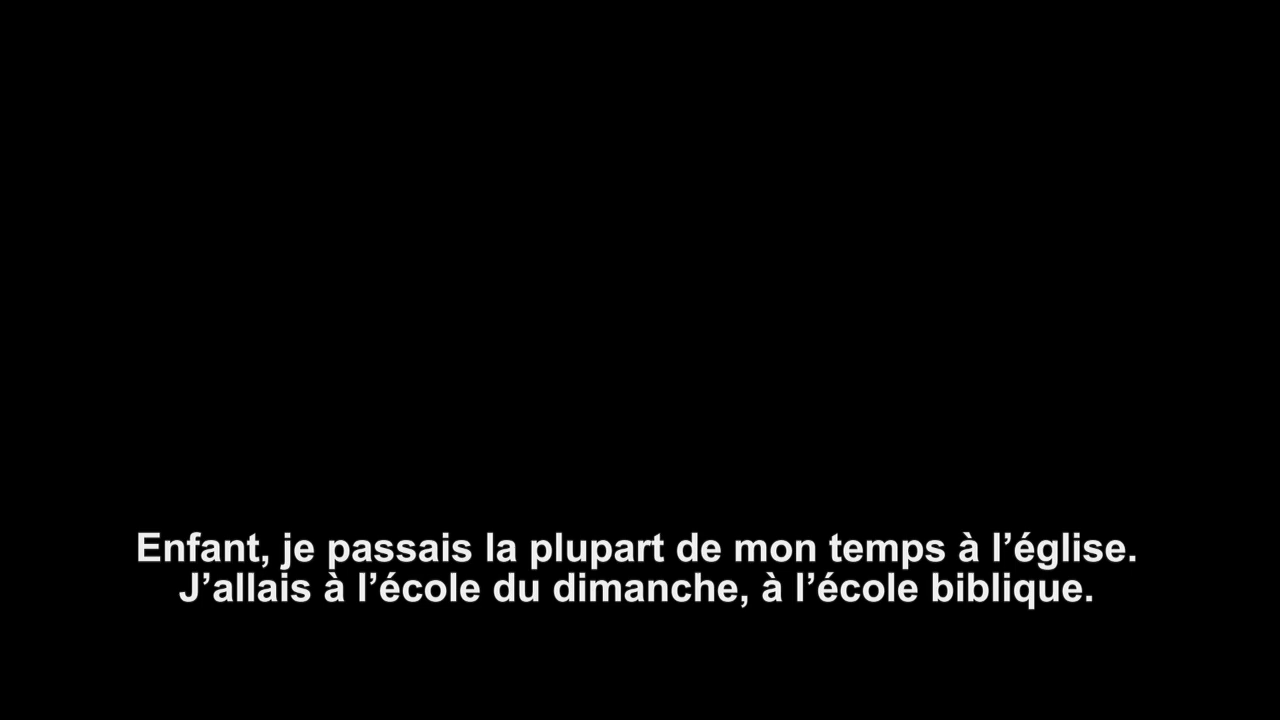 Enfant, je passais la plupart de mon temps à l’église.
J’allais à l’école du dimanche, à l’école biblique.